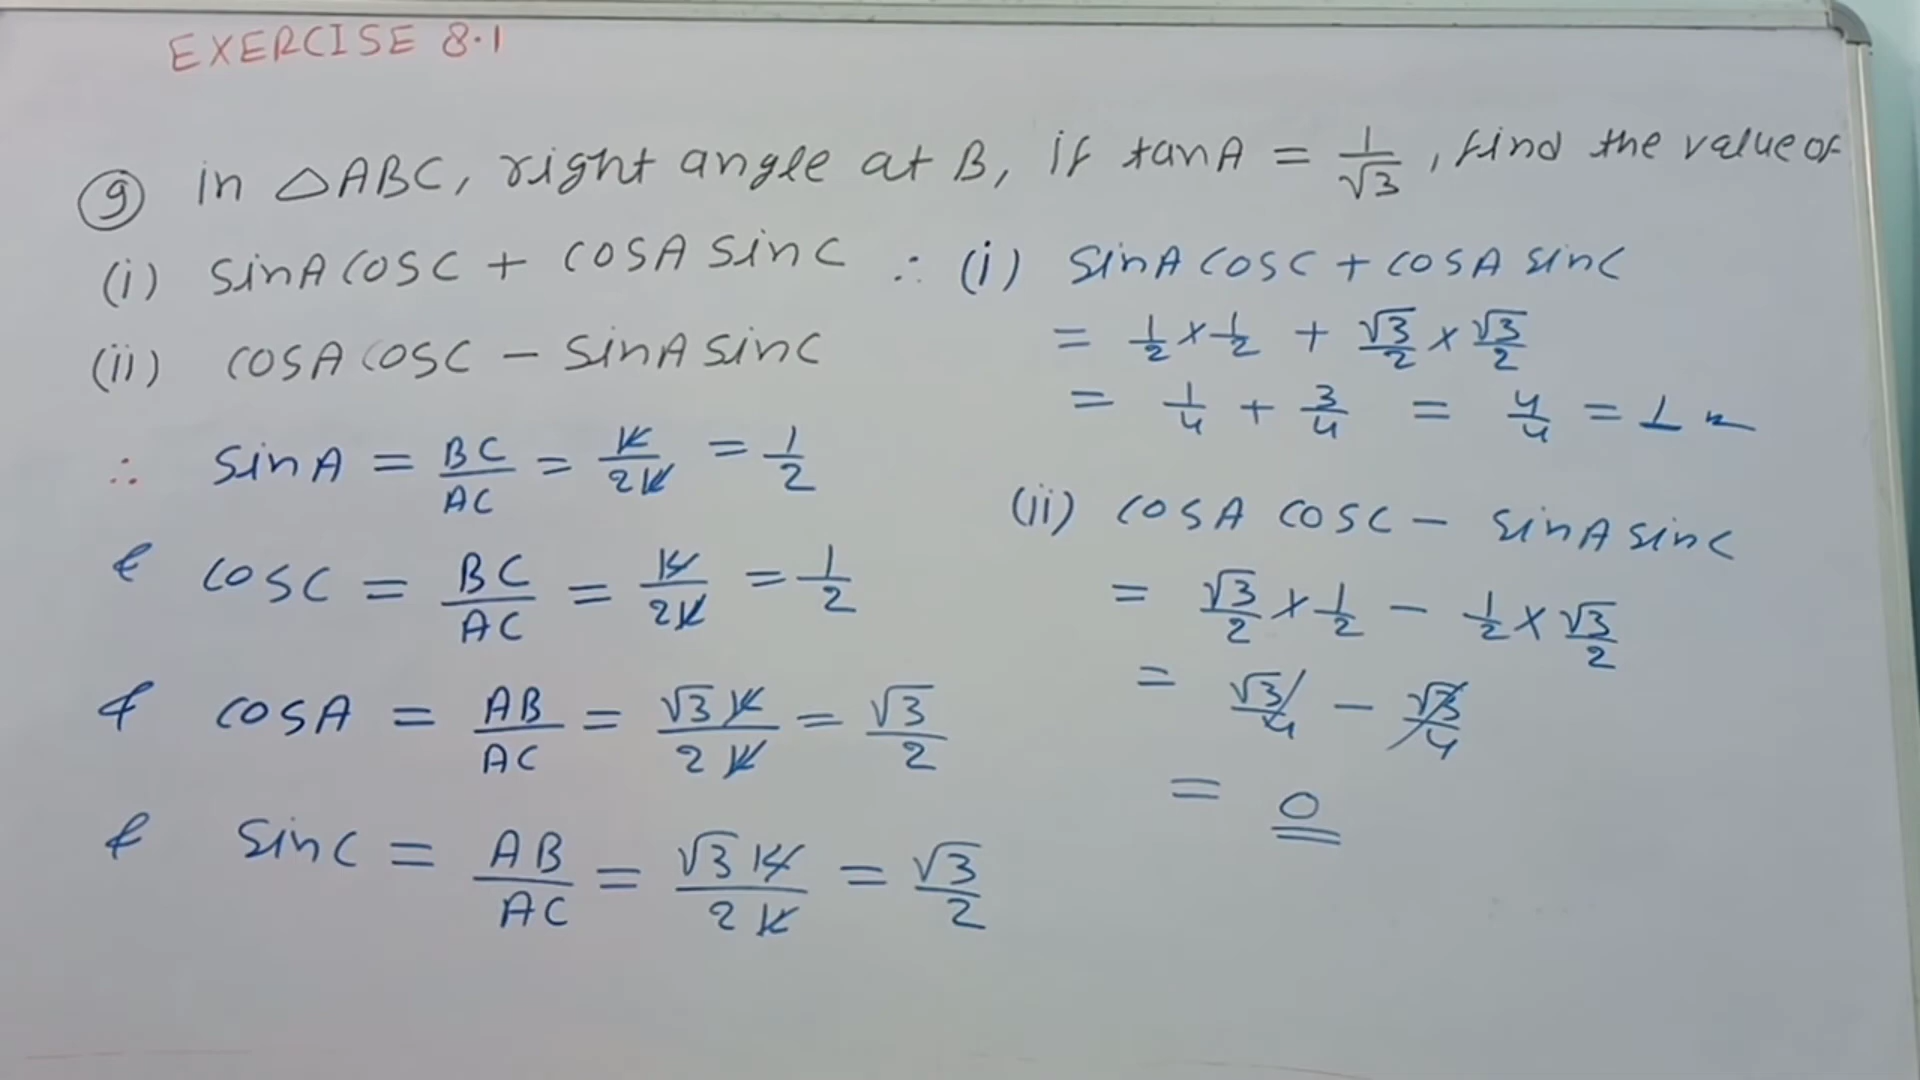 EXERCISE 8.1
⑨ in △ABC, right angle at B, if tanA = 1/√3, find the value of
(i) sinA cosC + cosA sinC
(ii) cosA cosC − sinA sinC
∴ sinA = BC/AC = K/2K = 1/2
& cosC = BC/AC = K/2K = 1/2
& cosA = AB/AC = √3K/2K = √3/2
& sinC = AB/AC = √3K/2K = √3/2
∴ (i) sinA cosC + cosA sinC
= 1/2 × 1/2 + √3/2 × √3/2
= 1/4 + 3/4 = 4/4 = 1
(ii) cosA cosC − sinA sinC
= √3/2 × 1/2 − 1/2 × √3/2
= √3/4 − √3/4
= 0